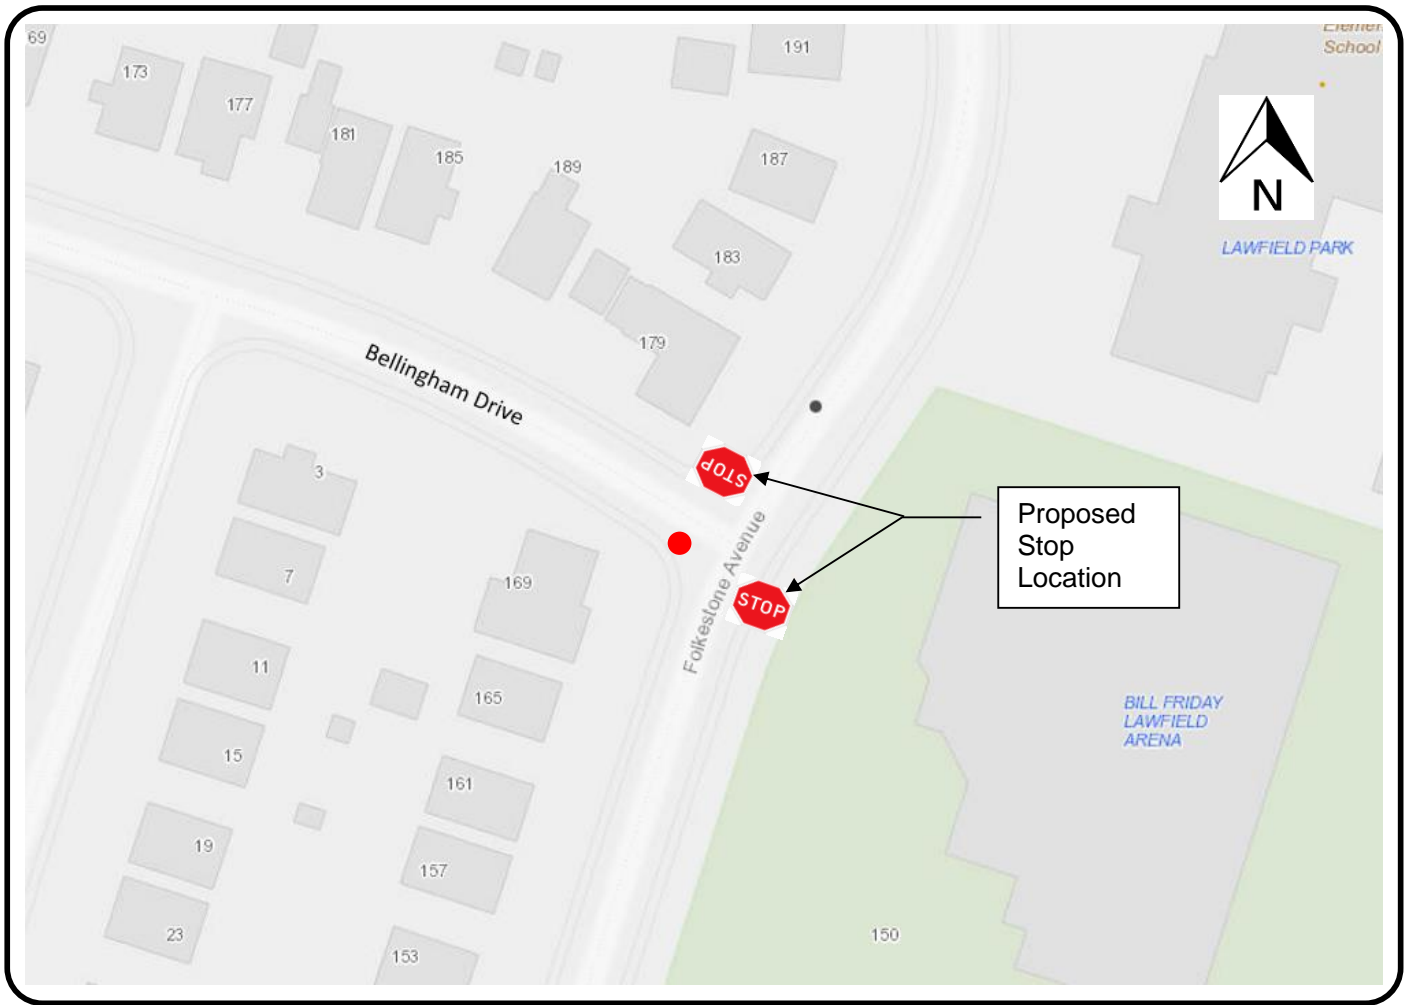 69
173
177
181
185
189
191
187
183
179
School
N
LAWFIELD PARK
Bellingham Drive
STOP
Folkestone Avenue
STOP
Proposed
Stop
Location
3
7
11
15
19
23
169
165
161
157
153
BILL FRIDAY
LAWFIELD
ARENA
150